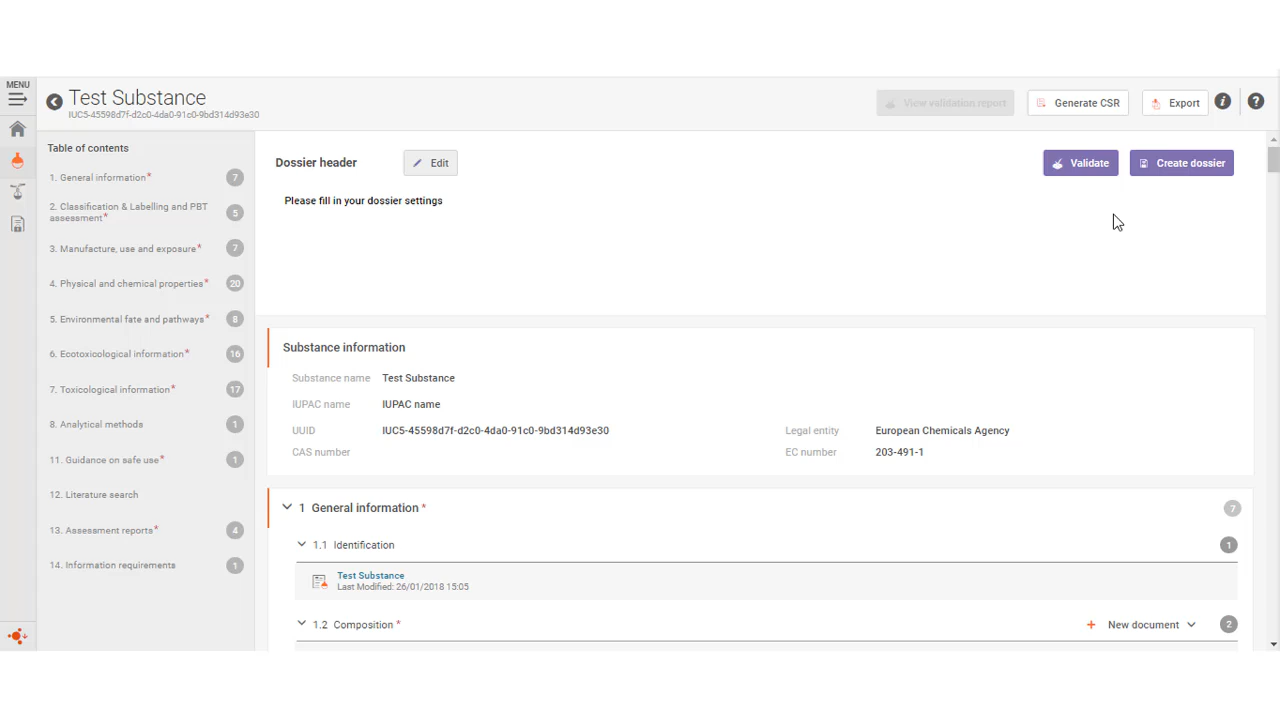 MENU
Test Substance
IUC5-45598d7f-d2c0-4da0-91c0-9bd314d93e30
View validation report
Generate CSR
Export
i
?
Table of contents
1. General information* 7
2. Classification & Labelling and PBT
assessment* 5
3. Manufacture, use and exposure* 7
4. Physical and chemical properties* 20
5. Environmental fate and pathways* 8
6. Ecotoxicological information* 16
7. Toxicological information* 17
8. Analytical methods 1
11. Guidance on safe use* 1
12. Literature search
13. Assessment reports* 4
14. Information requirements 1
Dossier header
Edit
Validate
Create dossier
Please fill in your dossier settings
Substance information
Substance name Test Substance
IUPAC name IUPAC name
UUID IUC5-45598d7f-d2c0-4da0-91c0-9bd314d93e30
Legal entity European Chemicals Agency
CAS number
EC number 203-491-1
1 General information * 7
1.1 Identification 1
Test Substance
Last Modified: 26/01/2018 15:05
1.2 Composition * + New document 2